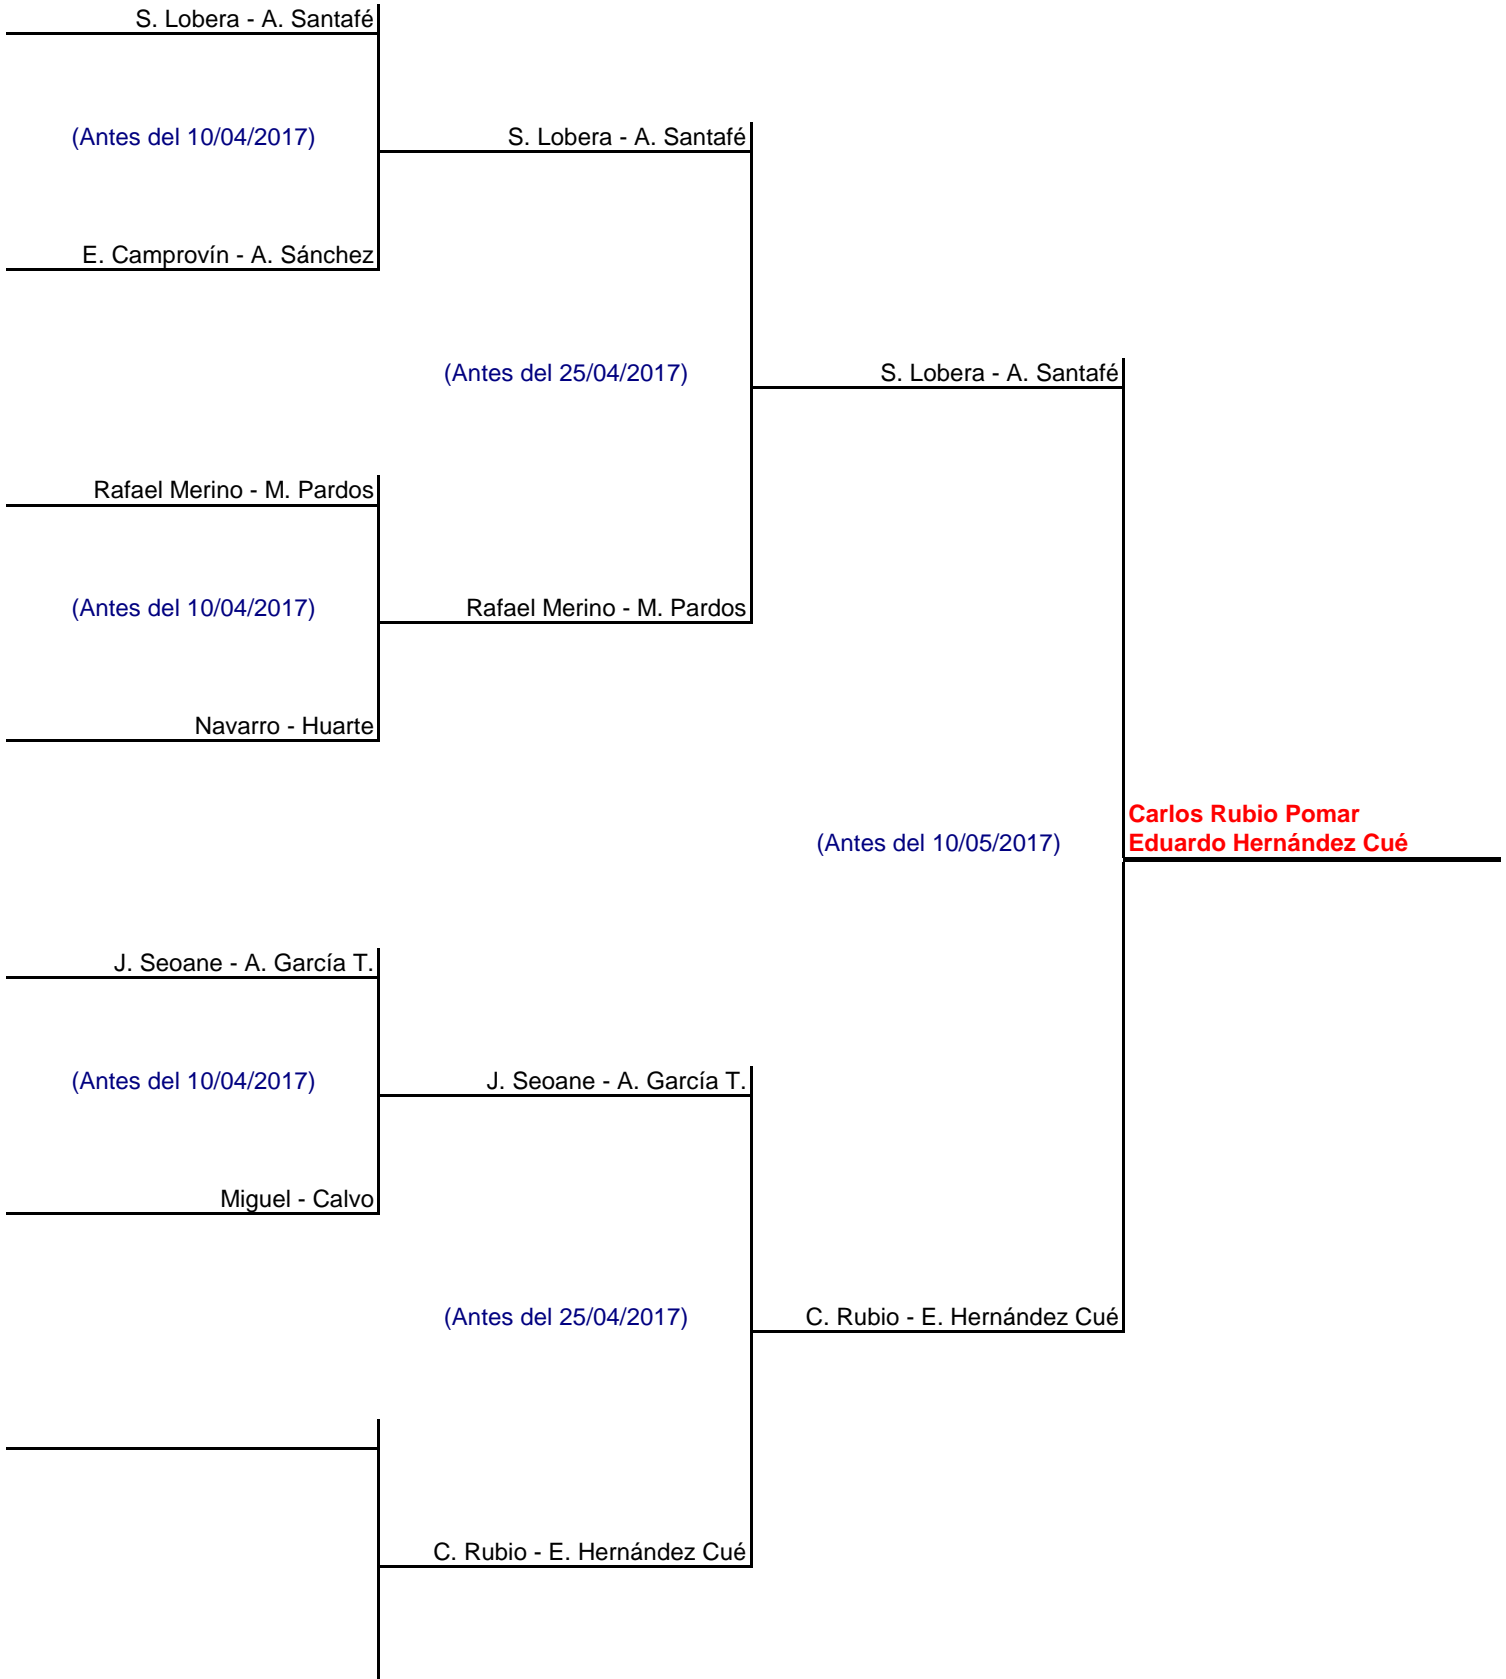 S. Lobera - A. Santafé
(Antes del 10/04/2017)
S. Lobera - A. Santafé
E. Camprovín - A. Sánchez
(Antes del 25/04/2017)
S. Lobera - A. Santafé
Rafael Merino - M. Pardos
(Antes del 10/04/2017)
Rafael Merino - M. Pardos
Navarro - Huarte
Carlos Rubio Pomar
(Antes del 10/05/2017)
Eduardo Hernández Cué
J. Seoane - A. García T.
(Antes del 10/04/2017)
J. Seoane - A. García T.
Miguel - Calvo
(Antes del 25/04/2017)
C. Rubio - E. Hernández Cué
C. Rubio - E. Hernández Cué